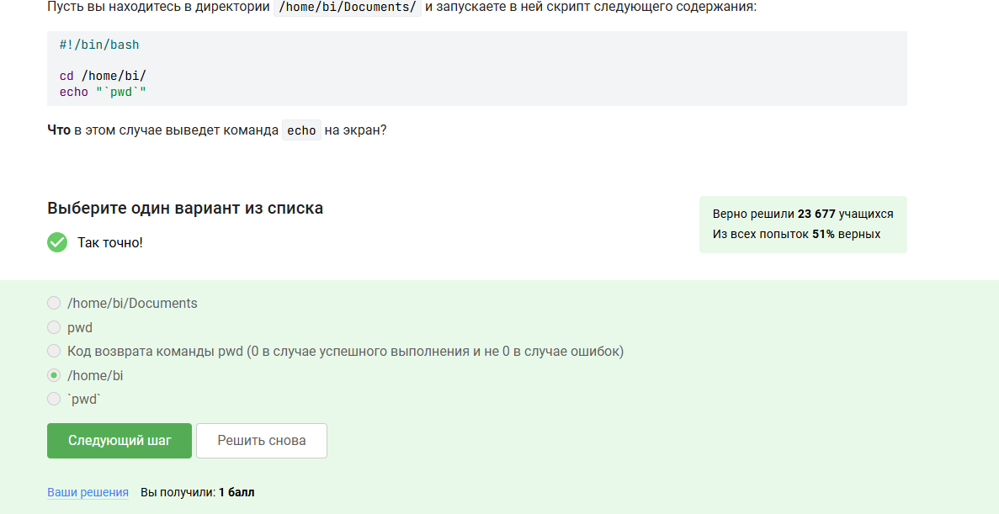 Пусть вы находитесь в директории /home/bi/Documents/ и запускаете в ней скрипт следующего содержания:
#!/bin/bash
cd /home/bi/
echo "`pwd`"
Что в этом случае выведет команда echo на экран?
Выберите один вариант из списка
Верно решили 23 677 учащихся
Из всех попыток 51% верных
Так точно!
/home/bi/Documents
pwd
Код возврата команды pwd (0 в случае успешного выполнения и не 0 в случае ошибок)
/home/bi
`pwd`
Следующий шаг
Решить снова
Ваши решения Вы получили: 1 балл